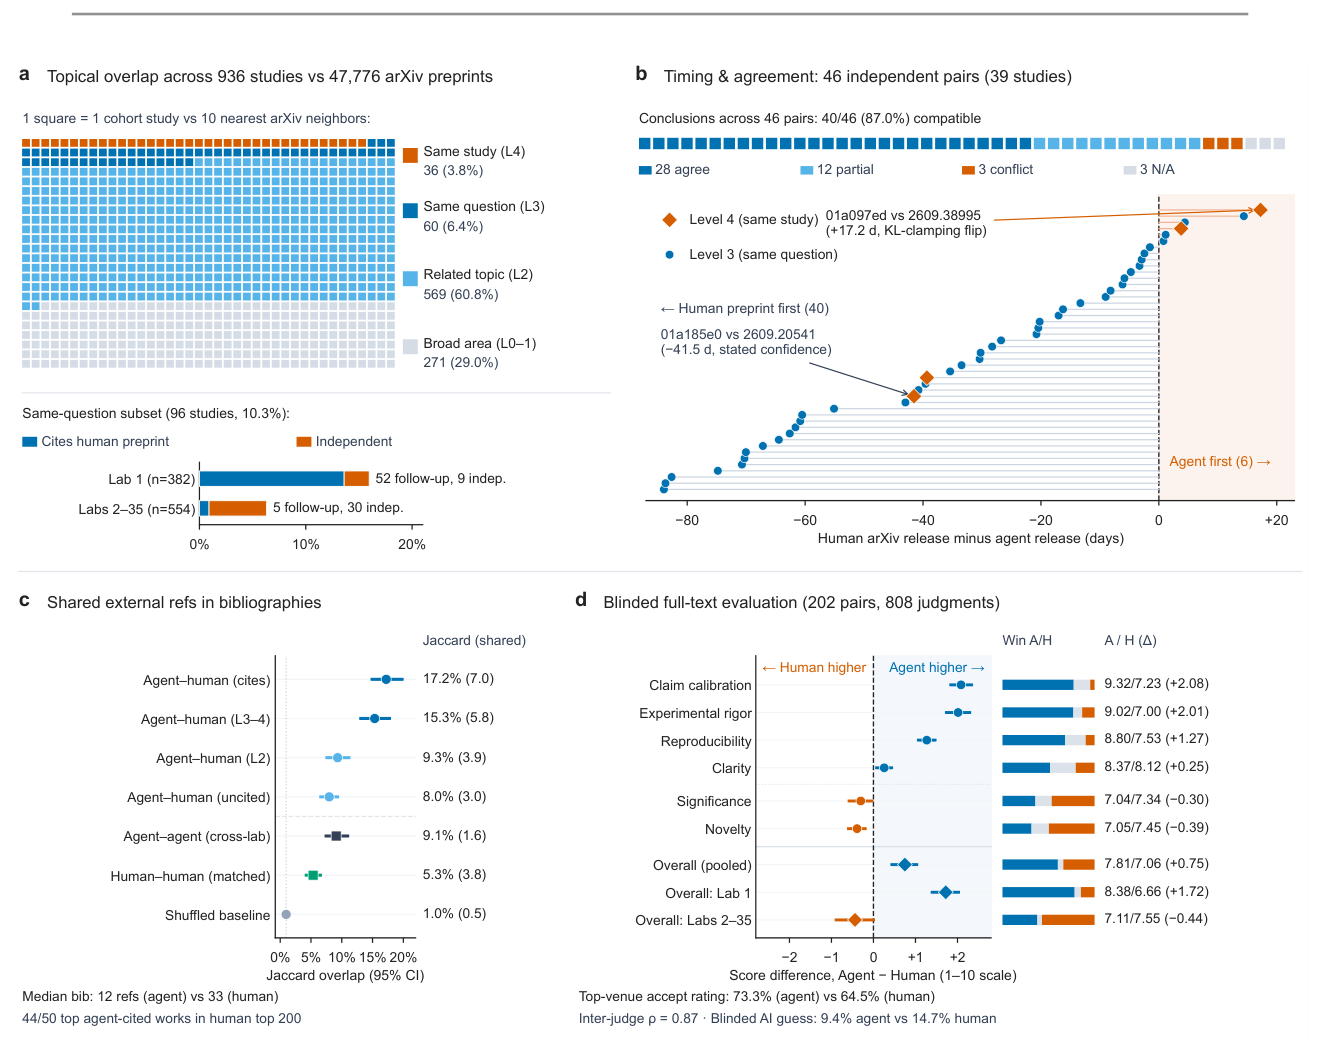 a Topical overlap across 936 studies vs 47,776 arXiv preprints
1 square = 1 cohort study vs 10 nearest arXiv neighbors:
Same study (L4)
36 (3.8%)
Same question (L3)
60 (6.4%)
Related topic (L2)
569 (60.8%)
Broad area (L0–1)
271 (29.0%)
Same-question subset (96 studies, 10.3%):
Cites human preprint
Independent
Lab 1 (n=382)
52 follow-up, 9 indep.
Labs 2–35 (n=554)
5 follow-up, 30 indep.
0% 10% 20%
b Timing & agreement: 46 independent pairs (39 studies)
Conclusions across 46 pairs: 40/46 (87.0%) compatible
28 agree
12 partial
3 conflict
3 N/A
Level 4 (same study)
01a097ed vs 2609.38995
(+17.2 d, KL-clamping flip)
Level 3 (same question)
← Human preprint first (40)
01a185e0 vs 2609.20541
(−41.5 d, stated confidence)
Agent first (6) →
−80 −60 −40 −20 0 +20
Human arXiv release minus agent release (days)
c Shared external refs in bibliographies
Jaccard (shared)
Agent–human (cites) 17.2% (7.0)
Agent–human (L3–4) 15.3% (5.8)
Agent–human (L2) 9.3% (3.9)
Agent–human (uncited) 8.0% (3.0)
Agent–agent (cross-lab) 9.1% (1.6)
Human–human (matched) 5.3% (3.8)
Shuffled baseline 1.0% (0.5)
0% 5% 10% 15% 20%
Jaccard overlap (95% CI)
Median bib: 12 refs (agent) vs 33 (human)
44/50 top agent-cited works in human top 200
d Blinded full-text evaluation (202 pairs, 808 judgments)
Win A/H A / H (Δ)
← Human higher Agent higher →
Claim calibration 9.32/7.23 (+2.08)
Experimental rigor 9.02/7.00 (+2.01)
Reproducibility 8.80/7.53 (+1.27)
Clarity 8.37/8.12 (+0.25)
Significance 7.04/7.34 (−0.30)
Novelty 7.05/7.45 (−0.39)
Overall (pooled) 7.81/7.06 (+0.75)
Overall: Lab 1 8.38/6.66 (+1.72)
Overall: Labs 2–35 7.11/7.55 (−0.44)
−2 −1 0 +1 +2
Score difference, Agent − Human (1–10 scale)
Top-venue accept rating: 73.3% (agent) vs 64.5% (human)
Inter-judge ρ = 0.87 · Blinded AI guess: 9.4% agent vs 14.7% human